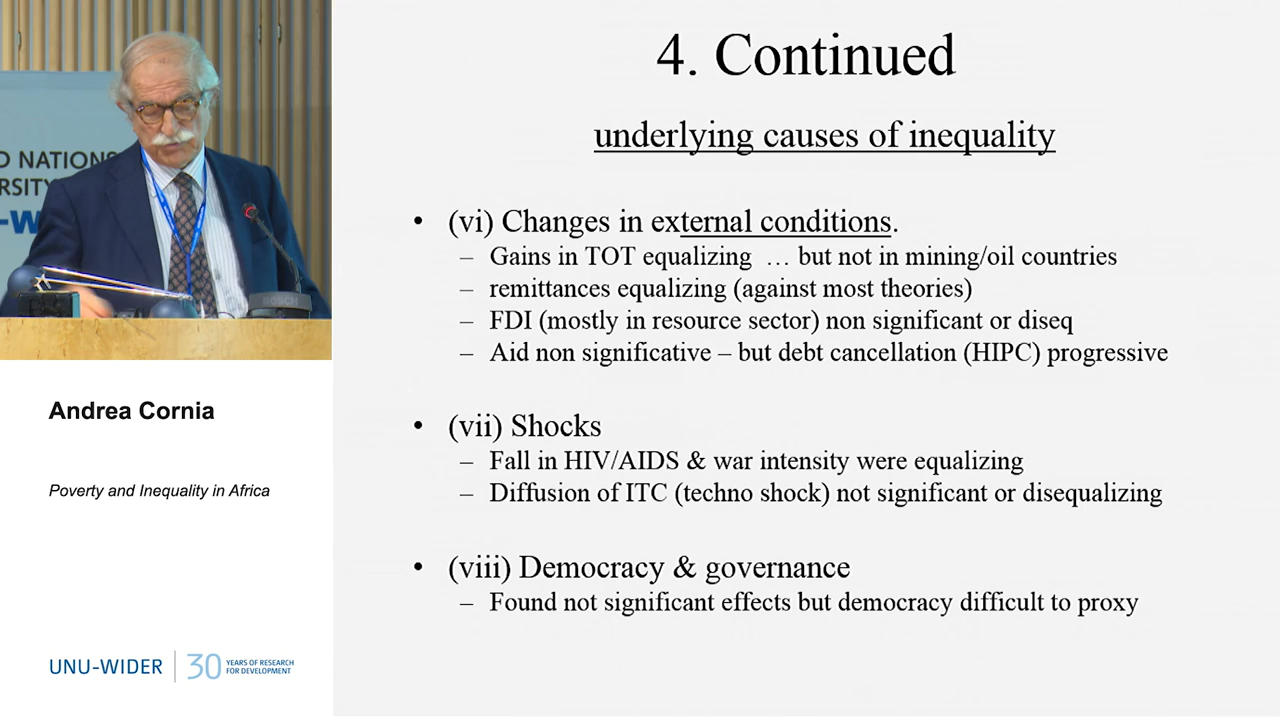 D NATIONS
RSITY
-W
BOSCH
Andrea Cornia
Poverty and Inequality in Africa
UNU-WIDER
30 YEARS OF RESEARCH
FOR DEVELOPMENT
4. Continued
underlying causes of inequality
• (vi) Changes in external conditions.
– Gains in TOT equalizing … but not in mining/oil countries
– remittances equalizing (against most theories)
– FDI (mostly in resource sector) non significant or diseq
– Aid non significative – but debt cancellation (HIPC) progressive
• (vii) Shocks
– Fall in HIV/AIDS & war intensity were equalizing
– Diffusion of ITC (techno shock) not significant or disequalizing
• (viii) Democracy & governance
– Found not significant effects but democracy difficult to proxy